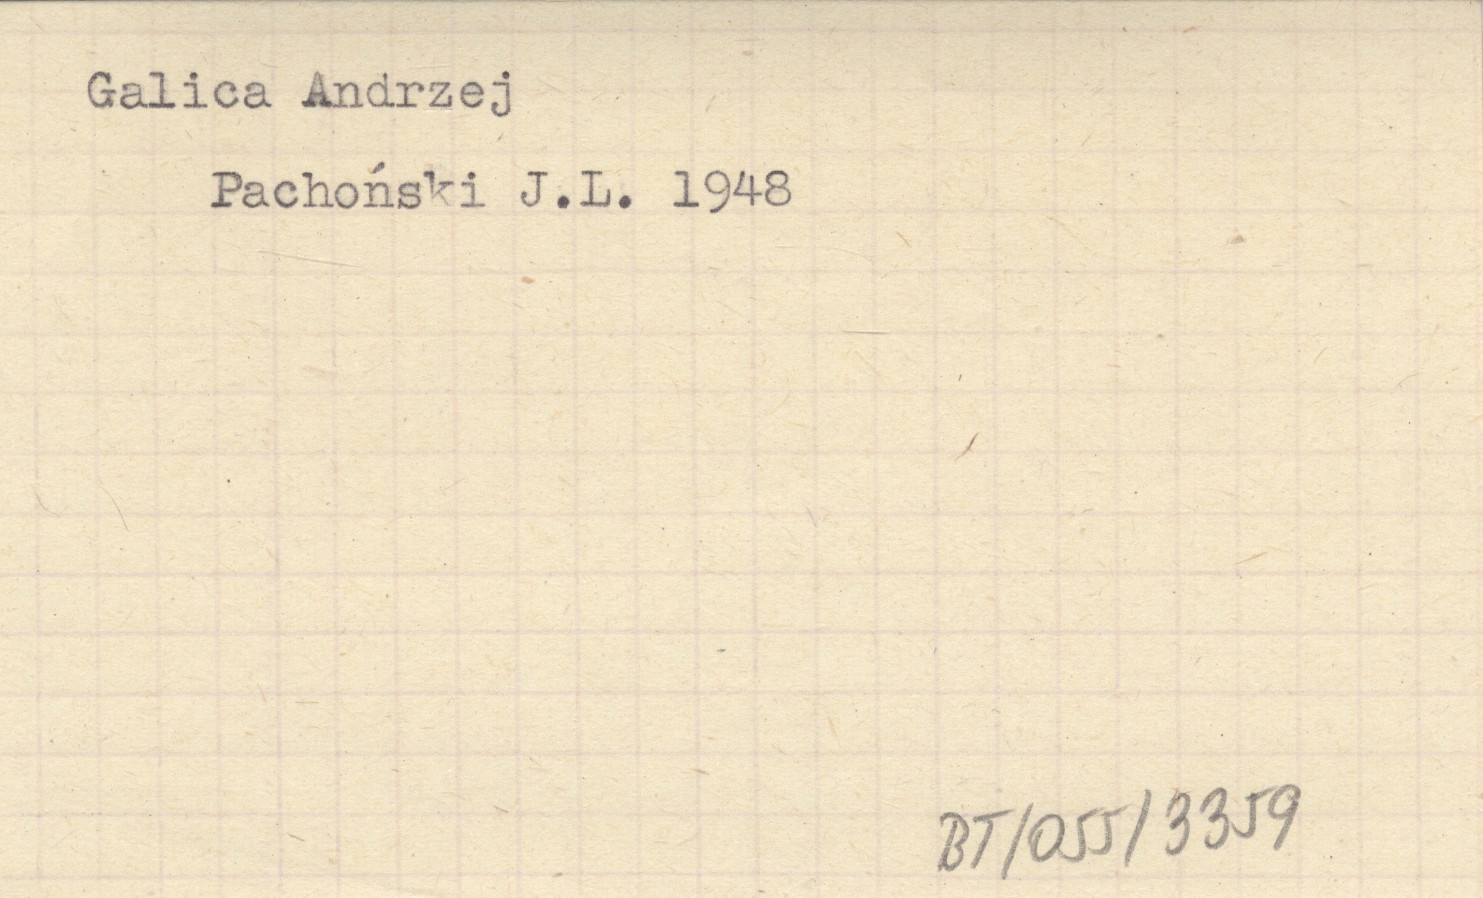 Galica Andrzej
Pachoński J.L. 1948
BT/055/3359